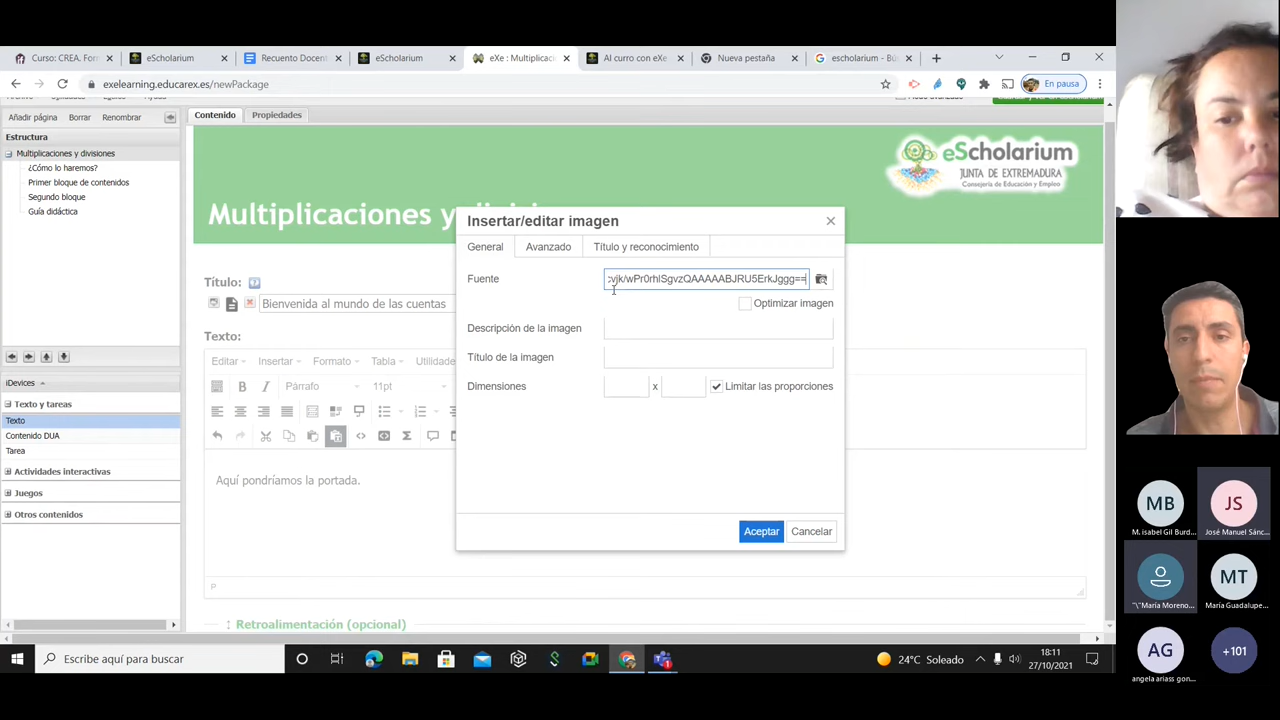 Curso: CREA. Form
eScholarium
Recuento Docent
eScholarium
eXe : Multiplicaci
Al curro con eXe
Nueva pestaña
escholarium - Bú
exelearning.educarex.es/newPackage
En pausa
Añadir página Borrar Renombrar
Contenido Propiedades
Estructura
Multiplicaciones y divisiones
¿Cómo lo haremos?
Primer bloque de contenidos
Segundo bloque
Guía didáctica
eScholarium
JUNTA DE EXTREMADURA
Consejería de Educación y Empleo
Multiplicaciones y divisi
Insertar/editar imagen
General Avanzado Título y reconocimiento
Fuente :vjk/wPr0rhlSgvzQAAAAABJRU5ErkJggg==
Optimizar imagen
Descripción de la imagen
Título de la imagen
Dimensiones x Limitar las proporciones
Aceptar Cancelar
Título:
Bienvenida al mundo de las cuentas
Texto:
Editar Insertar Formato Tabla Utilidade
Párrafo 11pt
Aquí pondríamos la portada.
P
Retroalimentación (opcional)
iDevices
Texto y tareas
Texto
Contenido DUA
Tarea
Actividades interactivas
Juegos
Otros contenidos
Escribe aquí para buscar
24°C Soleado
18:11
27/10/2021
MB
M. isabel Gil Burd...
JS
José Manuel Sánc...
"\"María Moreno...
MT
María Guadalupe...
AG
angela ariass gon...
+101